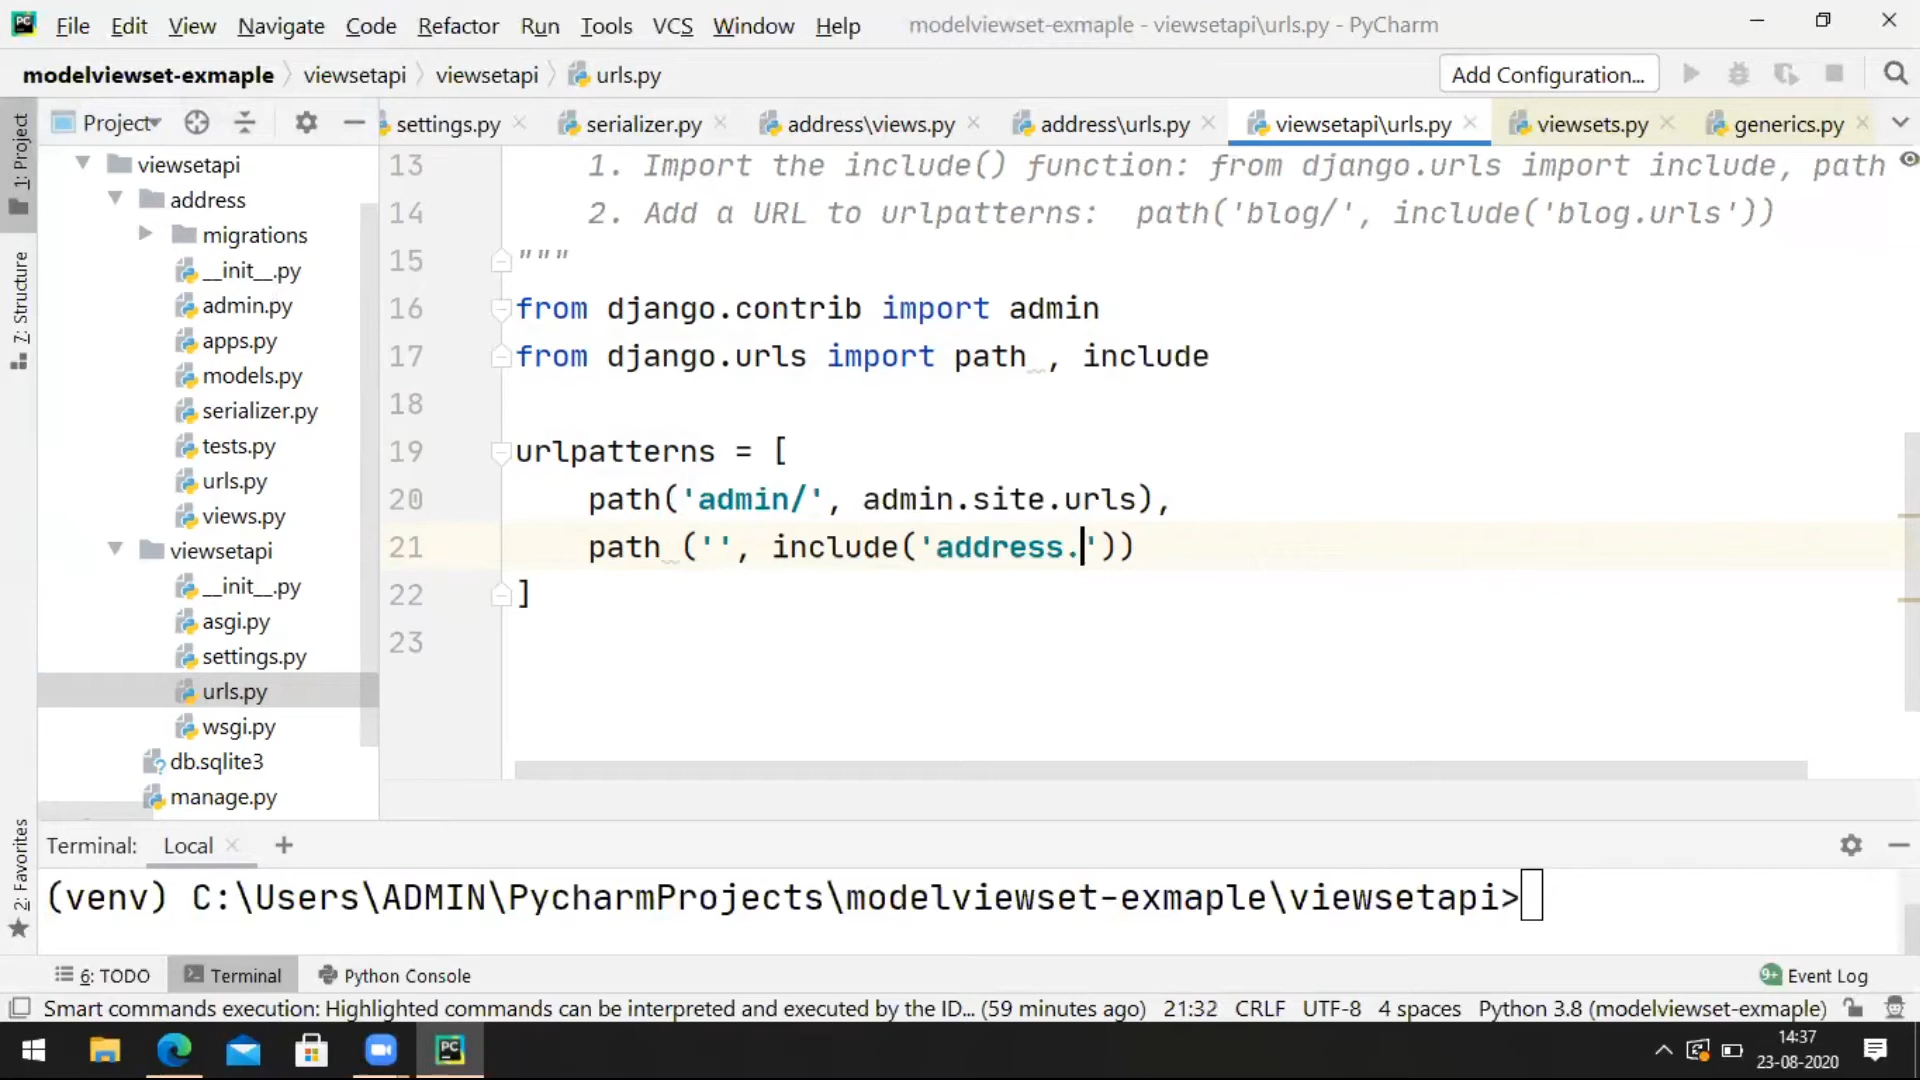 File Edit View Navigate Code Refactor Run Tools VCS Window Help modelviewset-exmaple - viewsetapi\urls.py - PyCharm
modelviewset-exmaple viewsetapi viewsetapi urls.py Add Configuration...
Project settings.py serializer.py address\views.py address\urls.py viewsetapi\urls.py viewsets.py generics.py
1: Project
7: Structure
2: Favorites
viewsetapi
address
migrations
__init__.py
admin.py
apps.py
models.py
serializer.py
tests.py
urls.py
views.py
viewsetapi
__init__.py
asgi.py
settings.py
urls.py
wsgi.py
db.sqlite3
manage.py
13 1. Import the include() function: from django.urls import include, path
14 2. Add a URL to urlpatterns:  path('blog/', include('blog.urls'))
15 """
16 from django.contrib import admin
17 from django.urls import path , include
18
19 urlpatterns = [
20 path('admin/', admin.site.urls),
21 path ('', include('address.'))
22 ]
23
Terminal: Local +
(venv) C:\Users\ADMIN\PycharmProjects\modelviewset-exmaple\viewsetapi>
6: TODO Terminal Python Console 9+ Event Log
Smart commands execution: Highlighted commands can be interpreted and executed by the ID... (59 minutes ago) 21:32 CRLF UTF-8 4 spaces Python 3.8 (modelviewset-exmaple)
14:37
23-08-2020